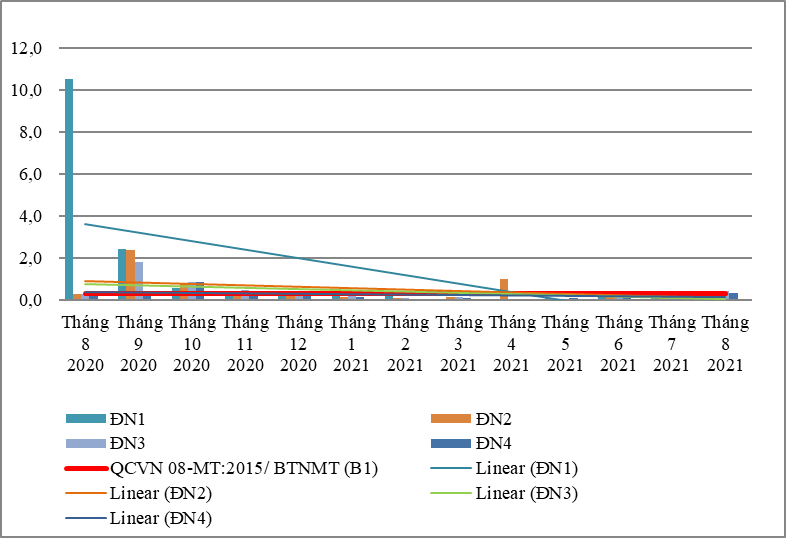 12,0
10,0
8,0
6,0
4,0
2,0
0,0
Tháng Tháng Tháng Tháng Tháng Tháng Tháng Tháng Tháng Tháng Tháng Tháng Tháng
8 9 10 11 12 1 2 3 4 5 6 7 8
2020 2020 2020 2020 2020 2021 2021 2021 2021 2021 2021 2021 2021
ĐN1 ĐN2
ĐN3 ĐN4
QCVN 08-MT:2015/ BTNMT (B1) Linear (ĐN1)
Linear (ĐN2) Linear (ĐN3)
Linear (ĐN4)